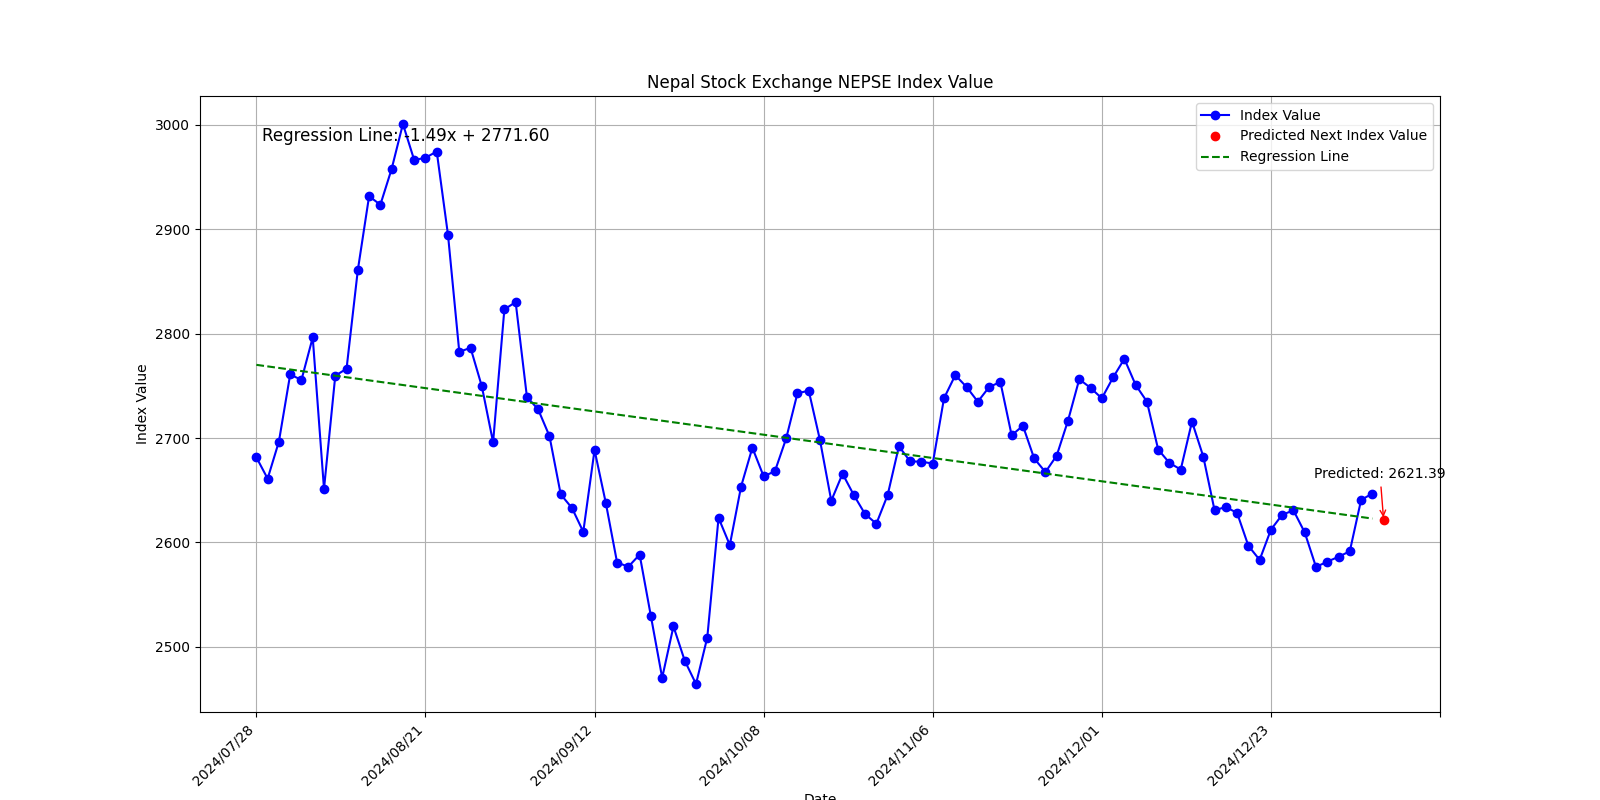 Nepal Stock Exchange NEPSE Index Value
Regression Line: -1.49x + 2771.60
Index Value
Predicted Next Index Value
Regression Line
3000
2900
2800
2700
2600
2500
Index Value
Predicted: 2621.39
2024/07/28
2024/08/21
2024/09/12
2024/10/08
2024/11/06
2024/12/01
2024/12/23
Date